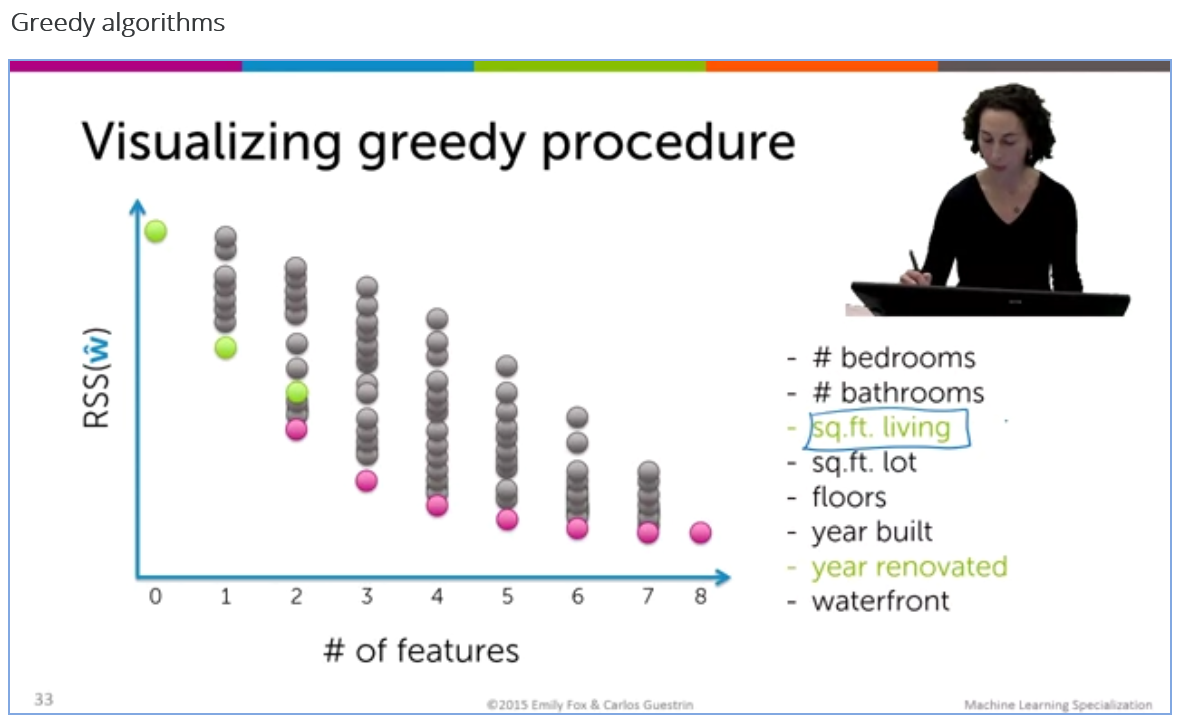 Greedy algorithms
Visualizing greedy procedure
RSS(ŵ)
0 1 2 3 4 5 6 7 8
# of features
- # bedrooms
- # bathrooms
- sq.ft. living
- sq.ft. lot
- floors
- year built
- year renovated
- waterfront
33
©2015 Emily Fox & Carlos Guestrin
Machine Learning Specialization